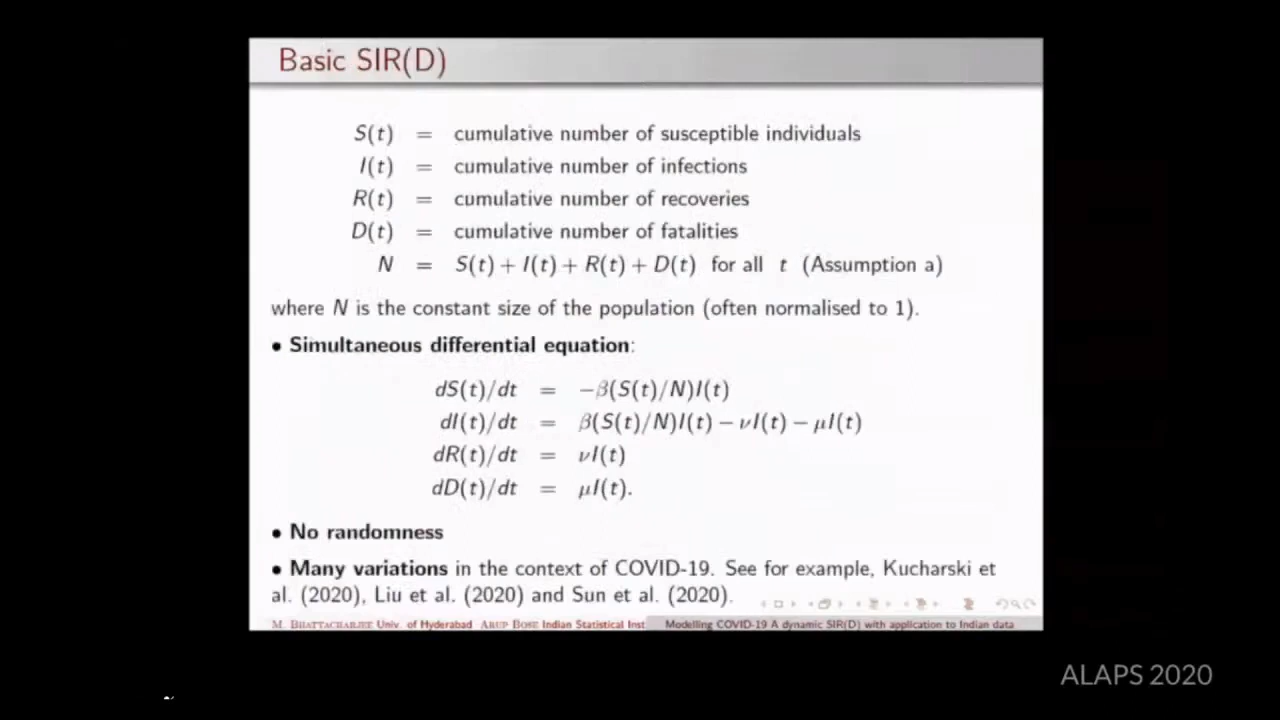 Basic SIR(D)
S(t) = cumulative number of susceptible individuals
I(t) = cumulative number of infections
R(t) = cumulative number of recoveries
D(t) = cumulative number of fatalities
N = S(t) + I(t) + R(t) + D(t) for all t (Assumption a)
where N is the constant size of the population (often normalised to 1).
• Simultaneous differential equation:
dS(t)/dt = −β(S(t)/N)I(t)
dI(t)/dt = β(S(t)/N)I(t) − νI(t) − μI(t)
dR(t)/dt = νI(t)
dD(t)/dt = μI(t).
• No randomness
• Many variations in the context of COVID-19. See for example, Kucharski et
al. (2020), Liu et al. (2020) and Sun et al. (2020).
M. Bhattacharjee Univ. of Hyderabad Arup Bose Indian Statistical Inst Modelling COVID-19 A dynamic SIR(D) with application to Indian data
ALAPS 2020